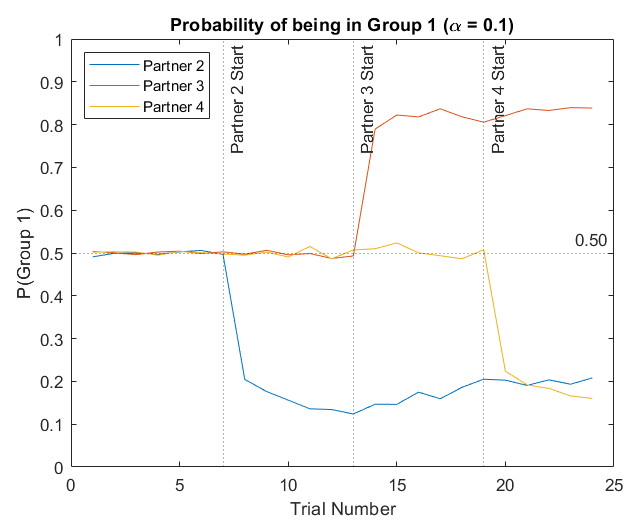 Probability of being in Group 1 (α = 0.1)
Partner 2
Partner 3
Partner 4
Partner 2 Start
Partner 3 Start
Partner 4 Start
0.50
P(Group 1)
1
0.9
0.8
0.7
0.6
0.5
0.4
0.3
0.2
0.1
0
0
5
10
15
20
25
Trial Number